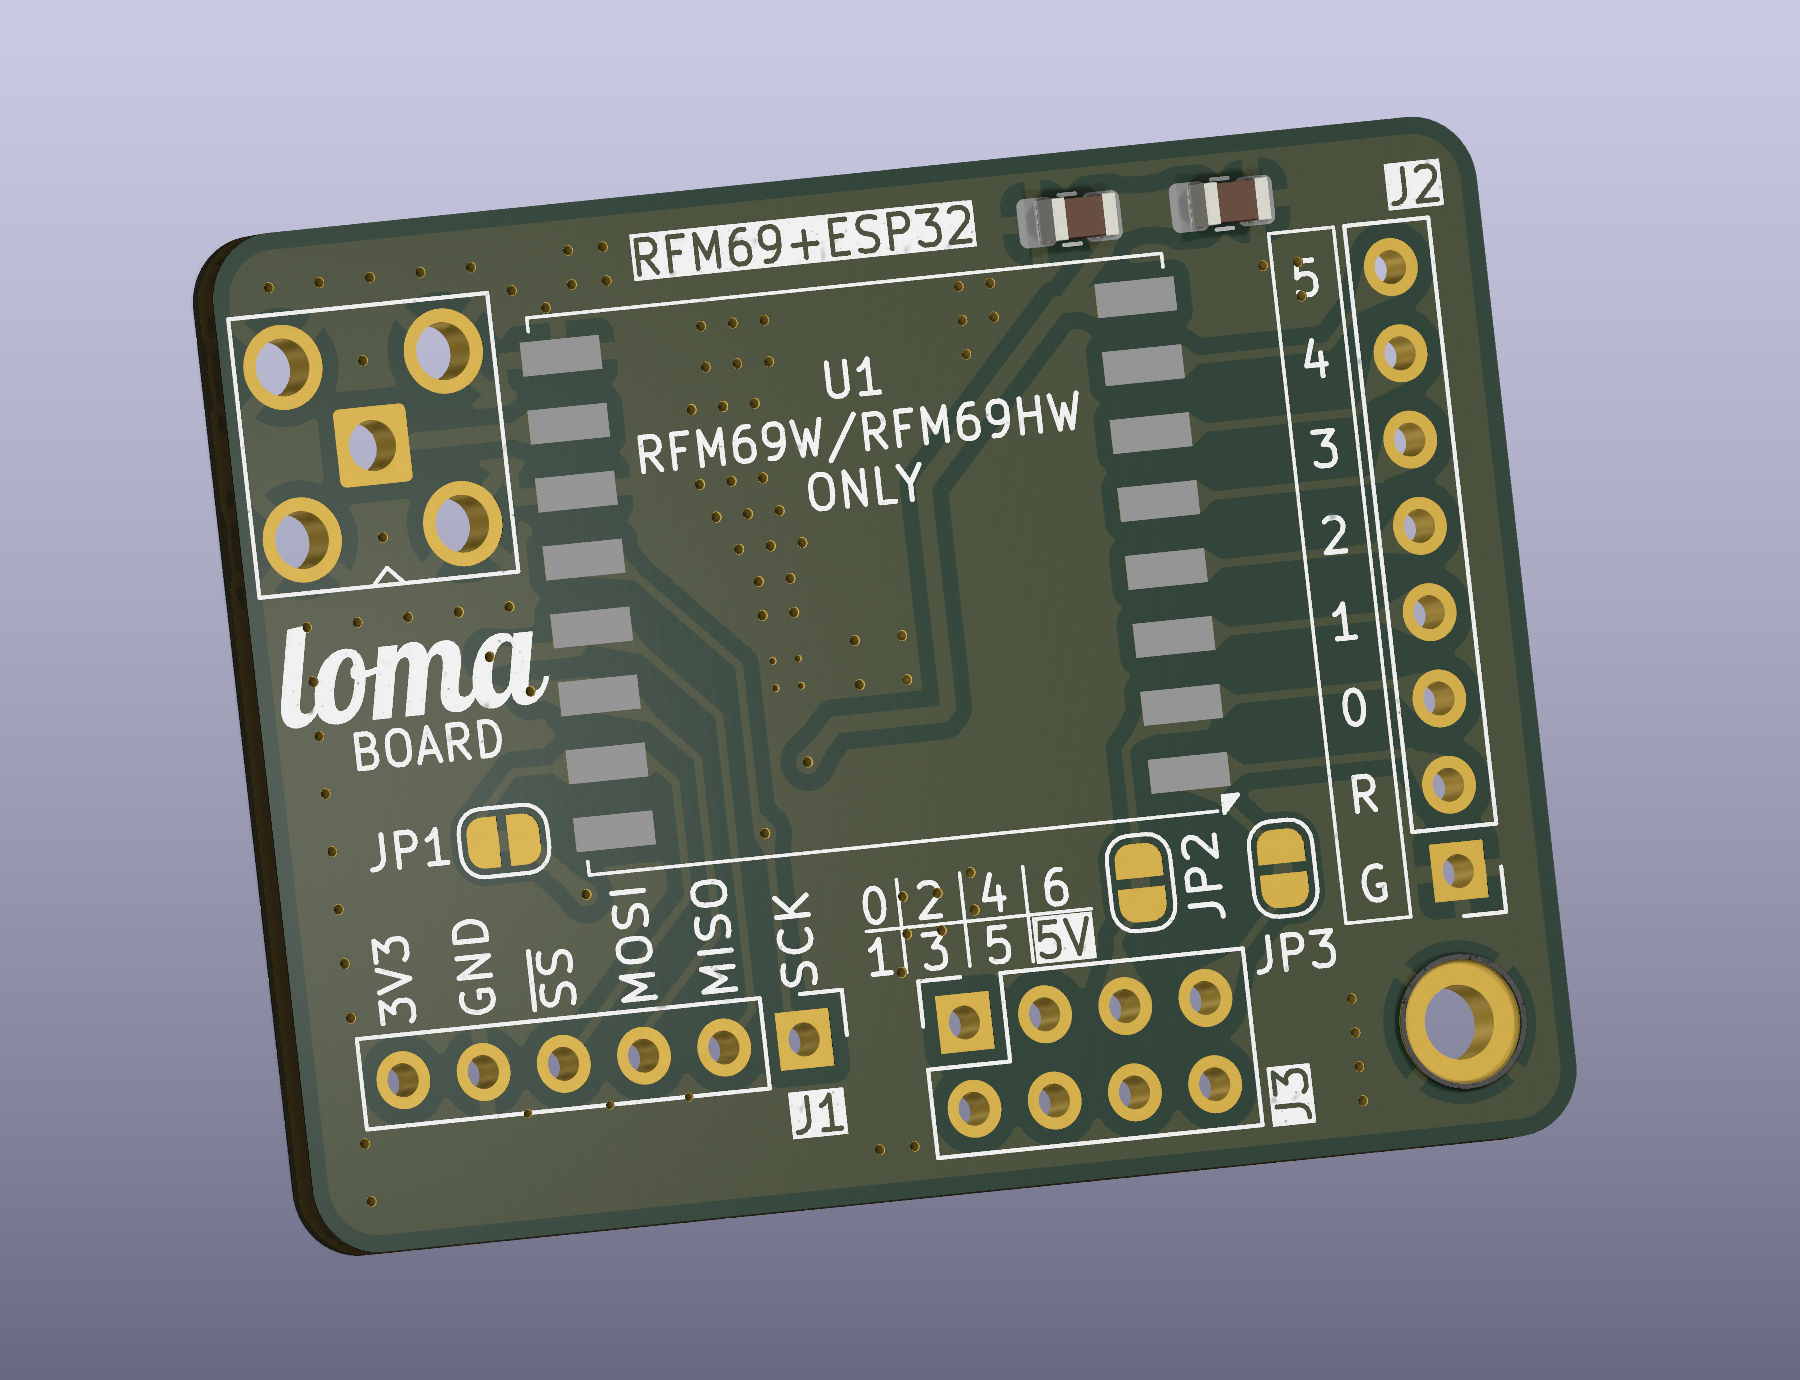 J2
RFM69+ESP32
5
4
3
2
1
0
R
G
U1
RFM69W/RFM69HW
ONLY
loma
BOARD
JP1
JP2
JP3
3V3
GND
SS
MOSI
MISO
SCK
0 2 4 6
1 3 5 5V
J1
J3